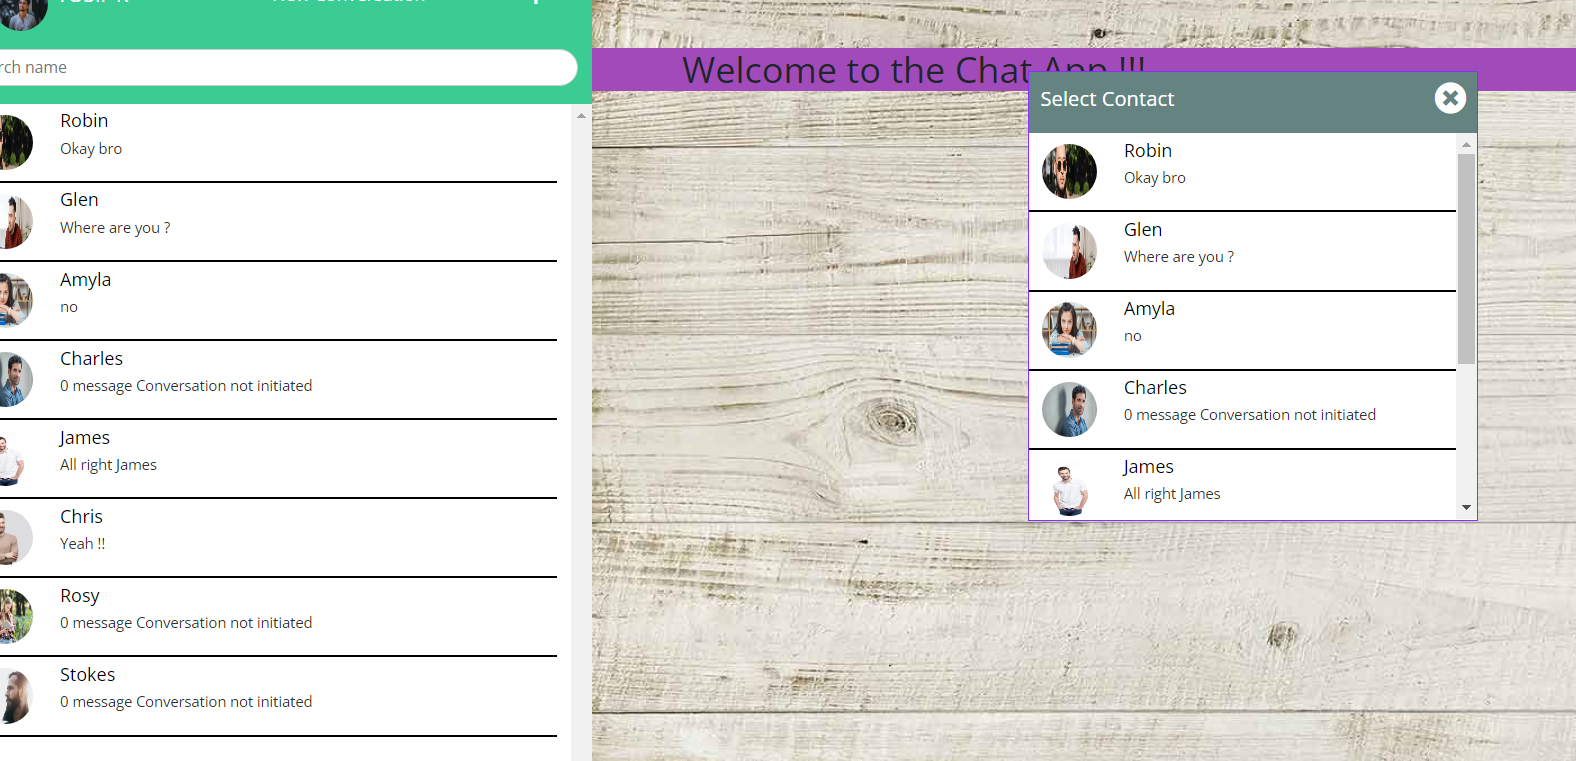 rch name
Robin
Okay bro
Glen
Where are you ?
Amyla
no
Charles
0 message Conversation not initiated
James
All right James
Chris
Yeah !!
Rosy
0 message Conversation not initiated
Stokes
0 message Conversation not initiated
Welcome to the Chat App !!!
Select Contact
Robin
Okay bro
Glen
Where are you ?
Amyla
no
Charles
0 message Conversation not initiated
James
All right James